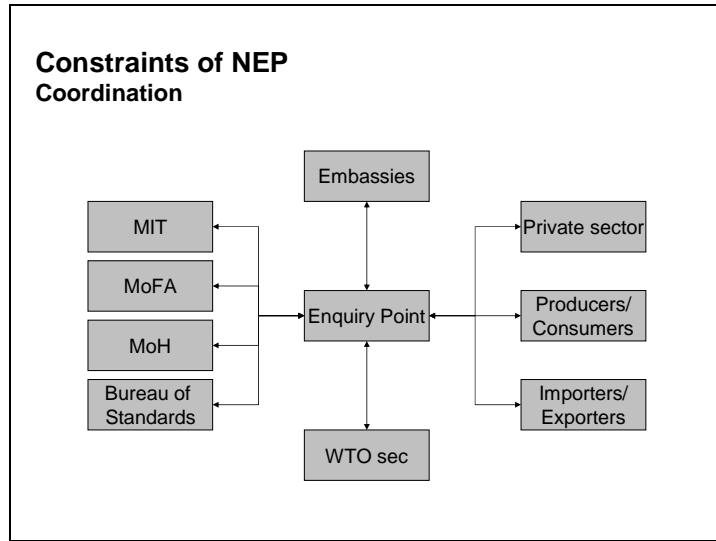 Constraints of NEP
Coordination
Embassies
MIT
Private sector
MoFA
Enquiry Point
Producers/
Consumers
MoH
Bureau of
Standards
Importers/
Exporters
WTO sec